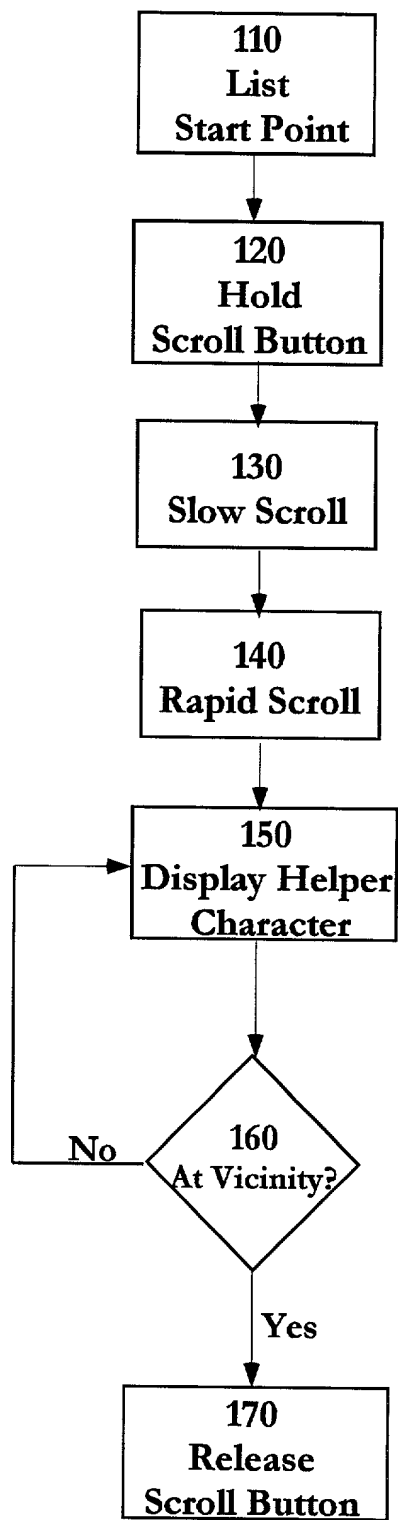 110
List
Start Point
120
Hold
Scroll Button
130
Slow Scroll
140
Rapid Scroll
150
Display Helper
Character
160
At Vicinity?
No
Yes
170
Release
Scroll Button